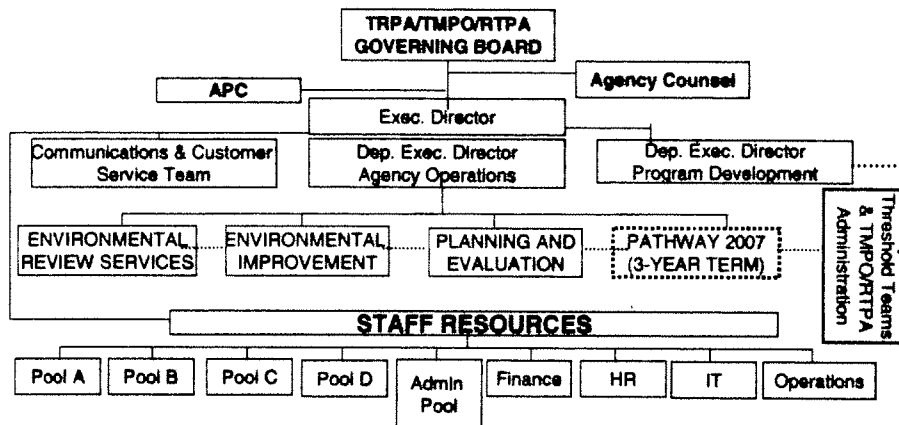 TRPA/TMPO/RTPA
GOVERNING BOARD
APC
Agency Counsel
Exec. Director
Communications & Customer
Service Team
Dep. Exec. Director
Agency Operations
Dep. Exec. Director
Program Development
ENVIRONMENTAL
REVIEW SERVICES
ENVIRONMENTAL
IMPROVEMENT
PLANNING AND
EVALUATION
PATHWAY 2007
(3-YEAR TERM)
Threshold Teams
& TMPO/RTPA
Administration
STAFF RESOURCES
Pool A
Pool B
Pool C
Pool D
Admin
Pool
Finance
HR
IT
Operations